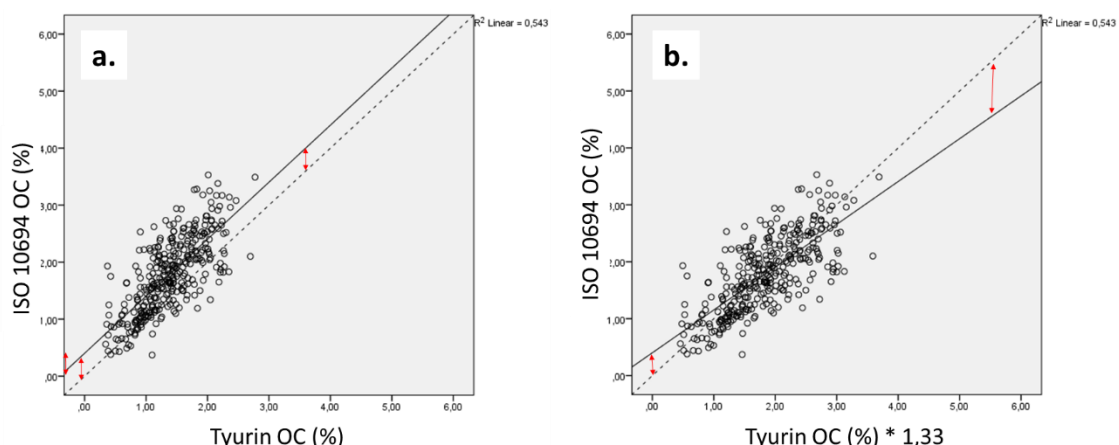 a.
R² Linear = 0,543
6,00
5,00
4,00
3,00
2,00
1,00
,00
ISO 10694 OC (%)
,00 1,00 2,00 3,00 4,00 5,00 6,00
Tyurin OC (%)
b.
R² Linear = 0,543
6,00
5,00
,00
3,00
2,00
1,00
,00
ISO 10694 OC (%)
,00 1,00 2,00 3,00 4,00 5,00 6,00
Tyurin OC (%) * 1,33